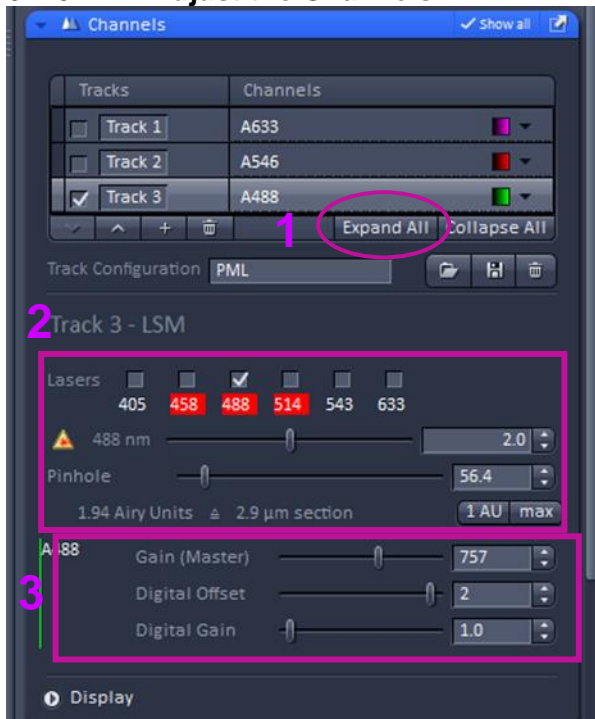 Channels Show all
Tracks Channels
Track 1 A633
Track 2 A546
Track 3 A488
1 Expand All Collapse All
Track Configuration PML
2 Track 3 - LSM
Lasers
405 458 488 514 543 633
488 nm 2.0
Pinhole 56.4
1.94 Airy Units ≙ 2.9 µm section 1 AU max
A488 Gain (Master) 757
3 Digital Offset 2
Digital Gain 1.0
Display